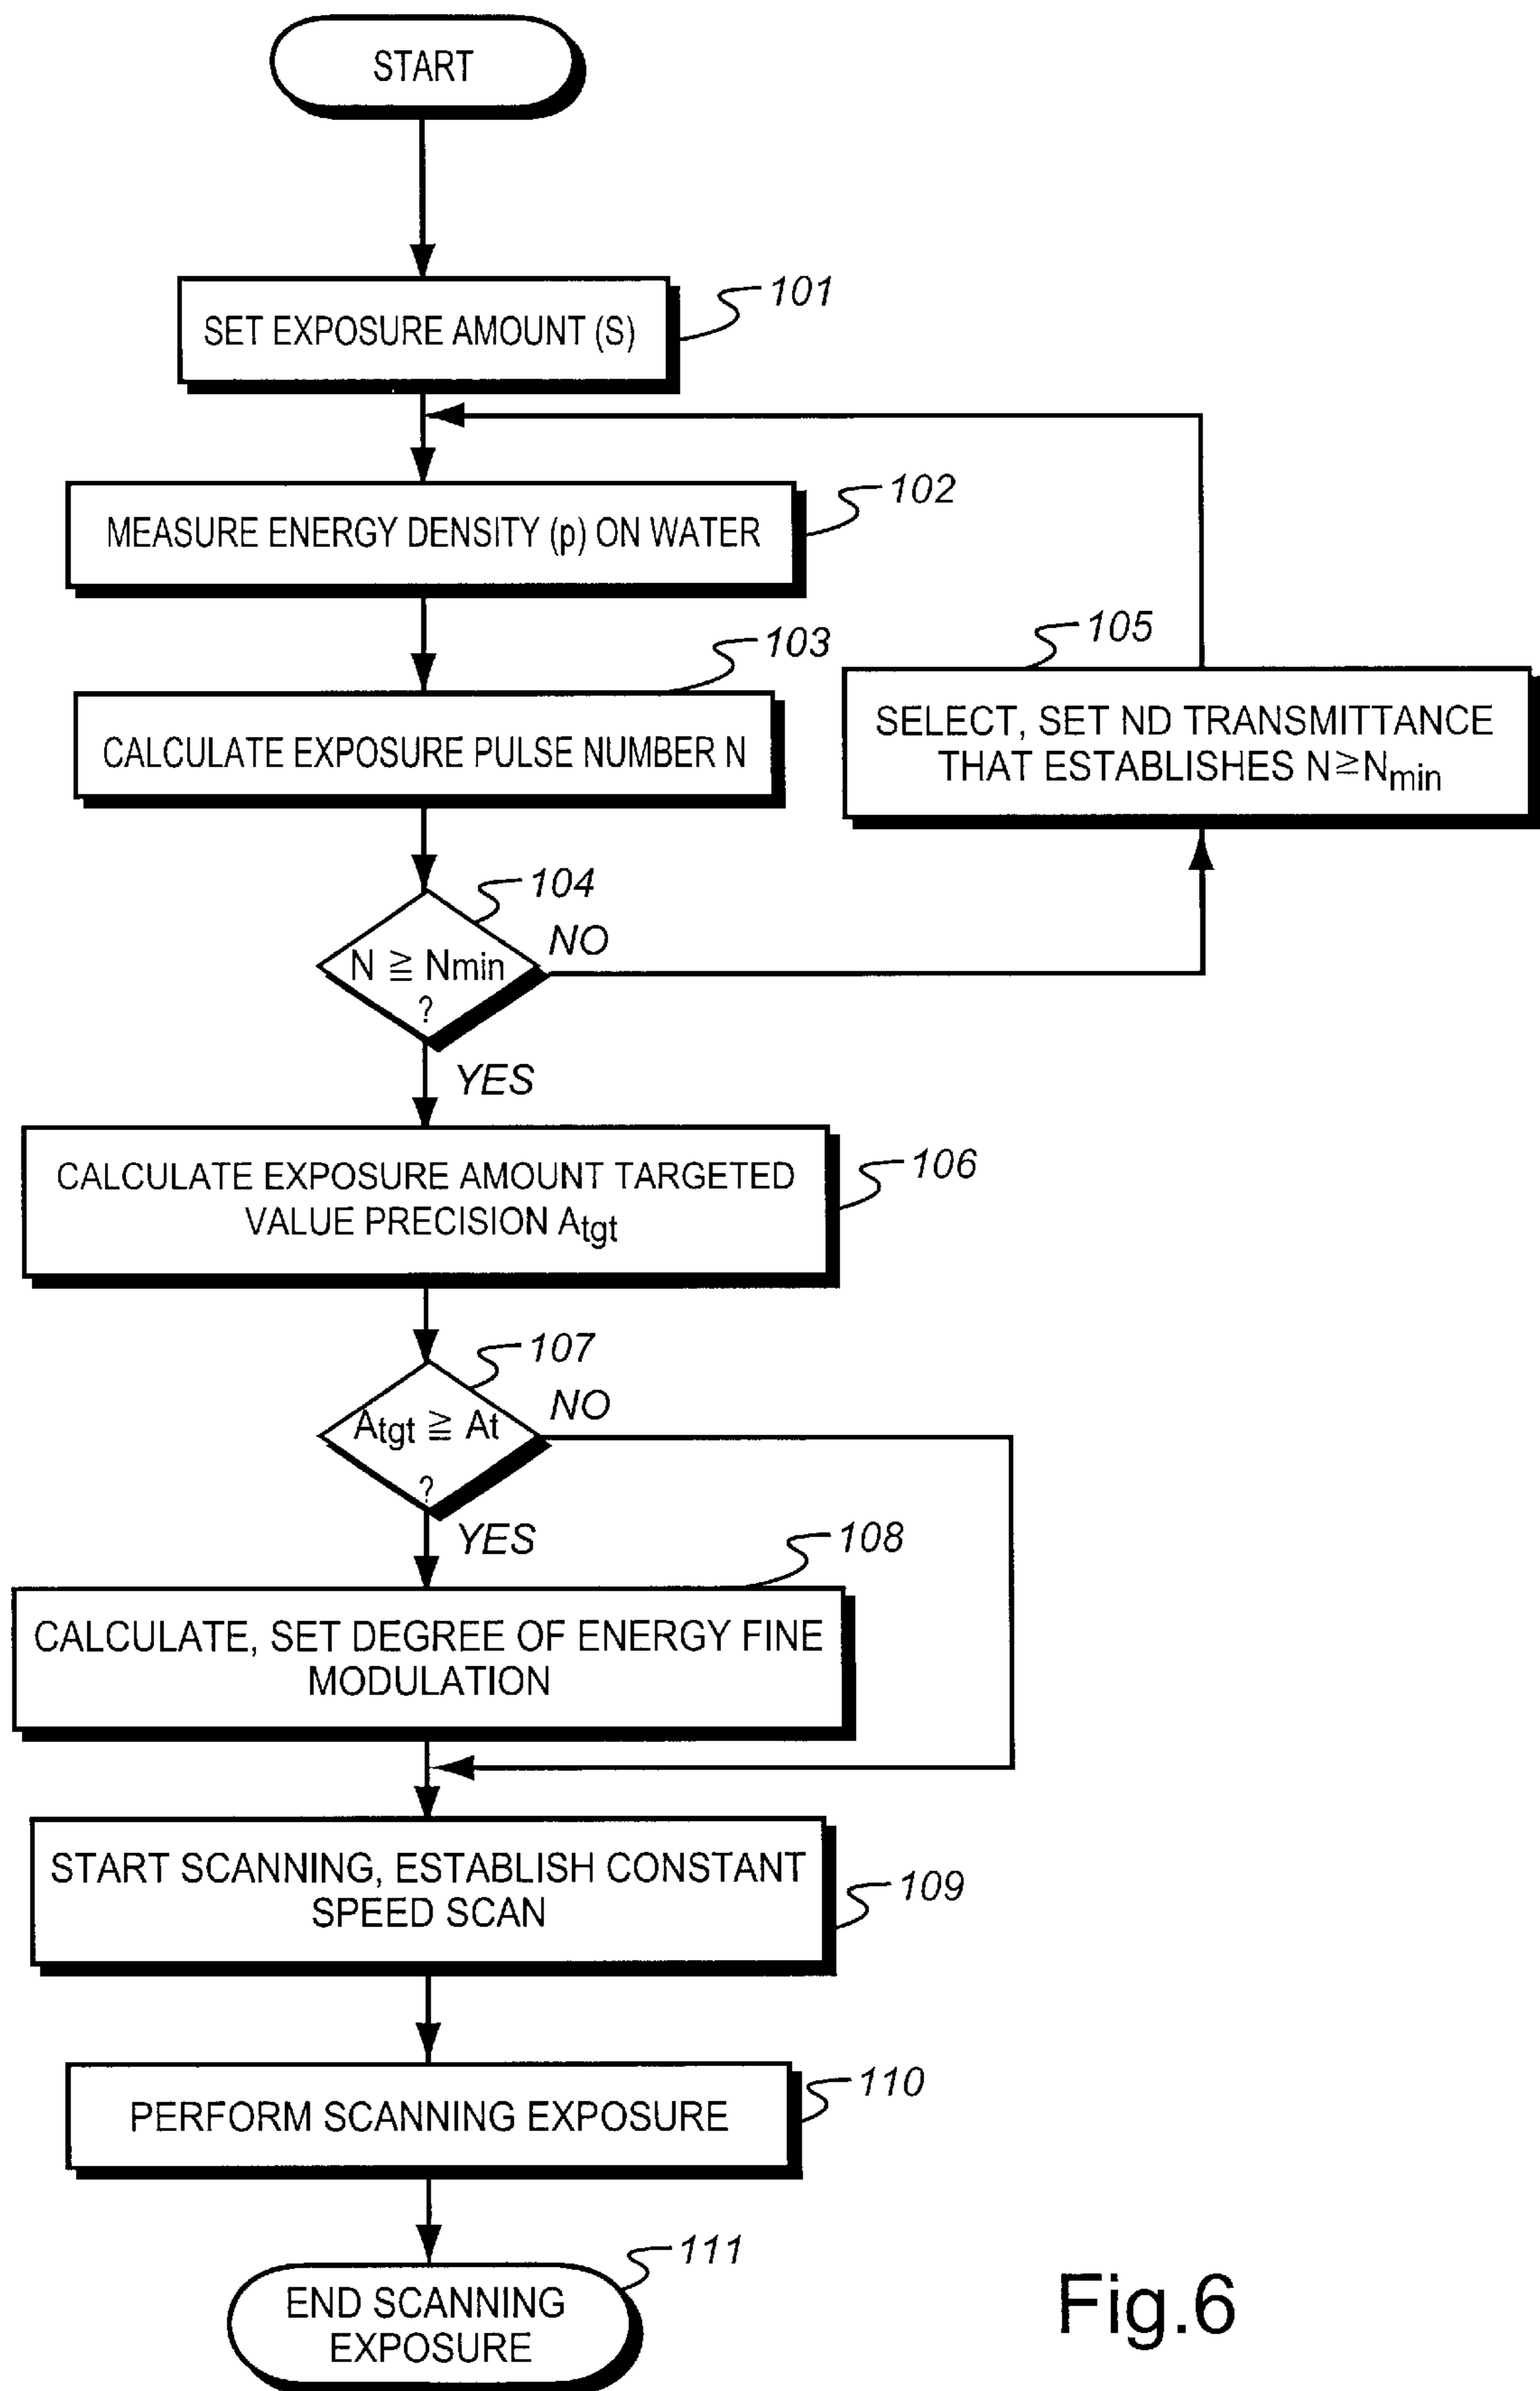 START
SET EXPOSURE AMOUNT (S)
101
MEASURE ENERGY DENSITY (p) ON WATER
102
CALCULATE EXPOSURE PULSE NUMBER N
103
105
SELECT, SET ND TRANSMITTANCE
THAT ESTABLISHES N≧Nmin
104
N ≧ Nmin
?
NO
YES
CALCULATE EXPOSURE AMOUNT TARGETED
VALUE PRECISION Atgt
106
107
Atgt ≧ At
?
NO
YES
108
CALCULATE, SET DEGREE OF ENERGY FINE
MODULATION
START SCANNING, ESTABLISH CONSTANT
SPEED SCAN
109
PERFORM SCANNING EXPOSURE
110
111
END SCANNING
EXPOSURE
Fig.6